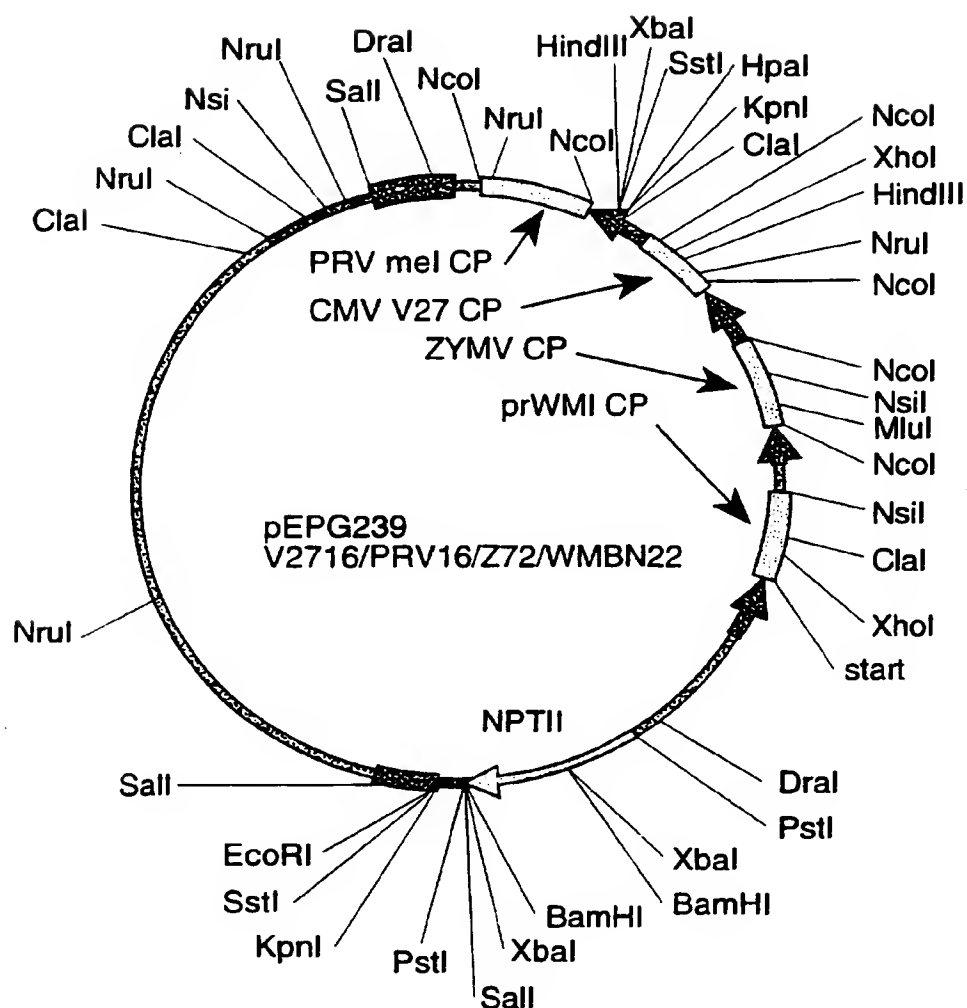 XbaI
DraI
HindIII
SstI
NruI
NcoI
HpaI
SalI
Nsi
KpnI
NcoI
NruI
ClaI
NcoI
ClaI
XhoI
NruI
HindIII
ClaI
PRV mel CP
NruI
CMV V27 CP
NcoI
ZYMV CP
NcoI
prWMI CP
NsiI
MluI
NcoI
NsiI
pEPG239
V2716/PRV16/Z72/WMBN22
ClaI
NruI
XhoI
start
NPTII
SalI
DraI
PstI
EcoRI
XbaI
SstI
BamHI
BamHI
KpnI
PstI
XbaI
SalI